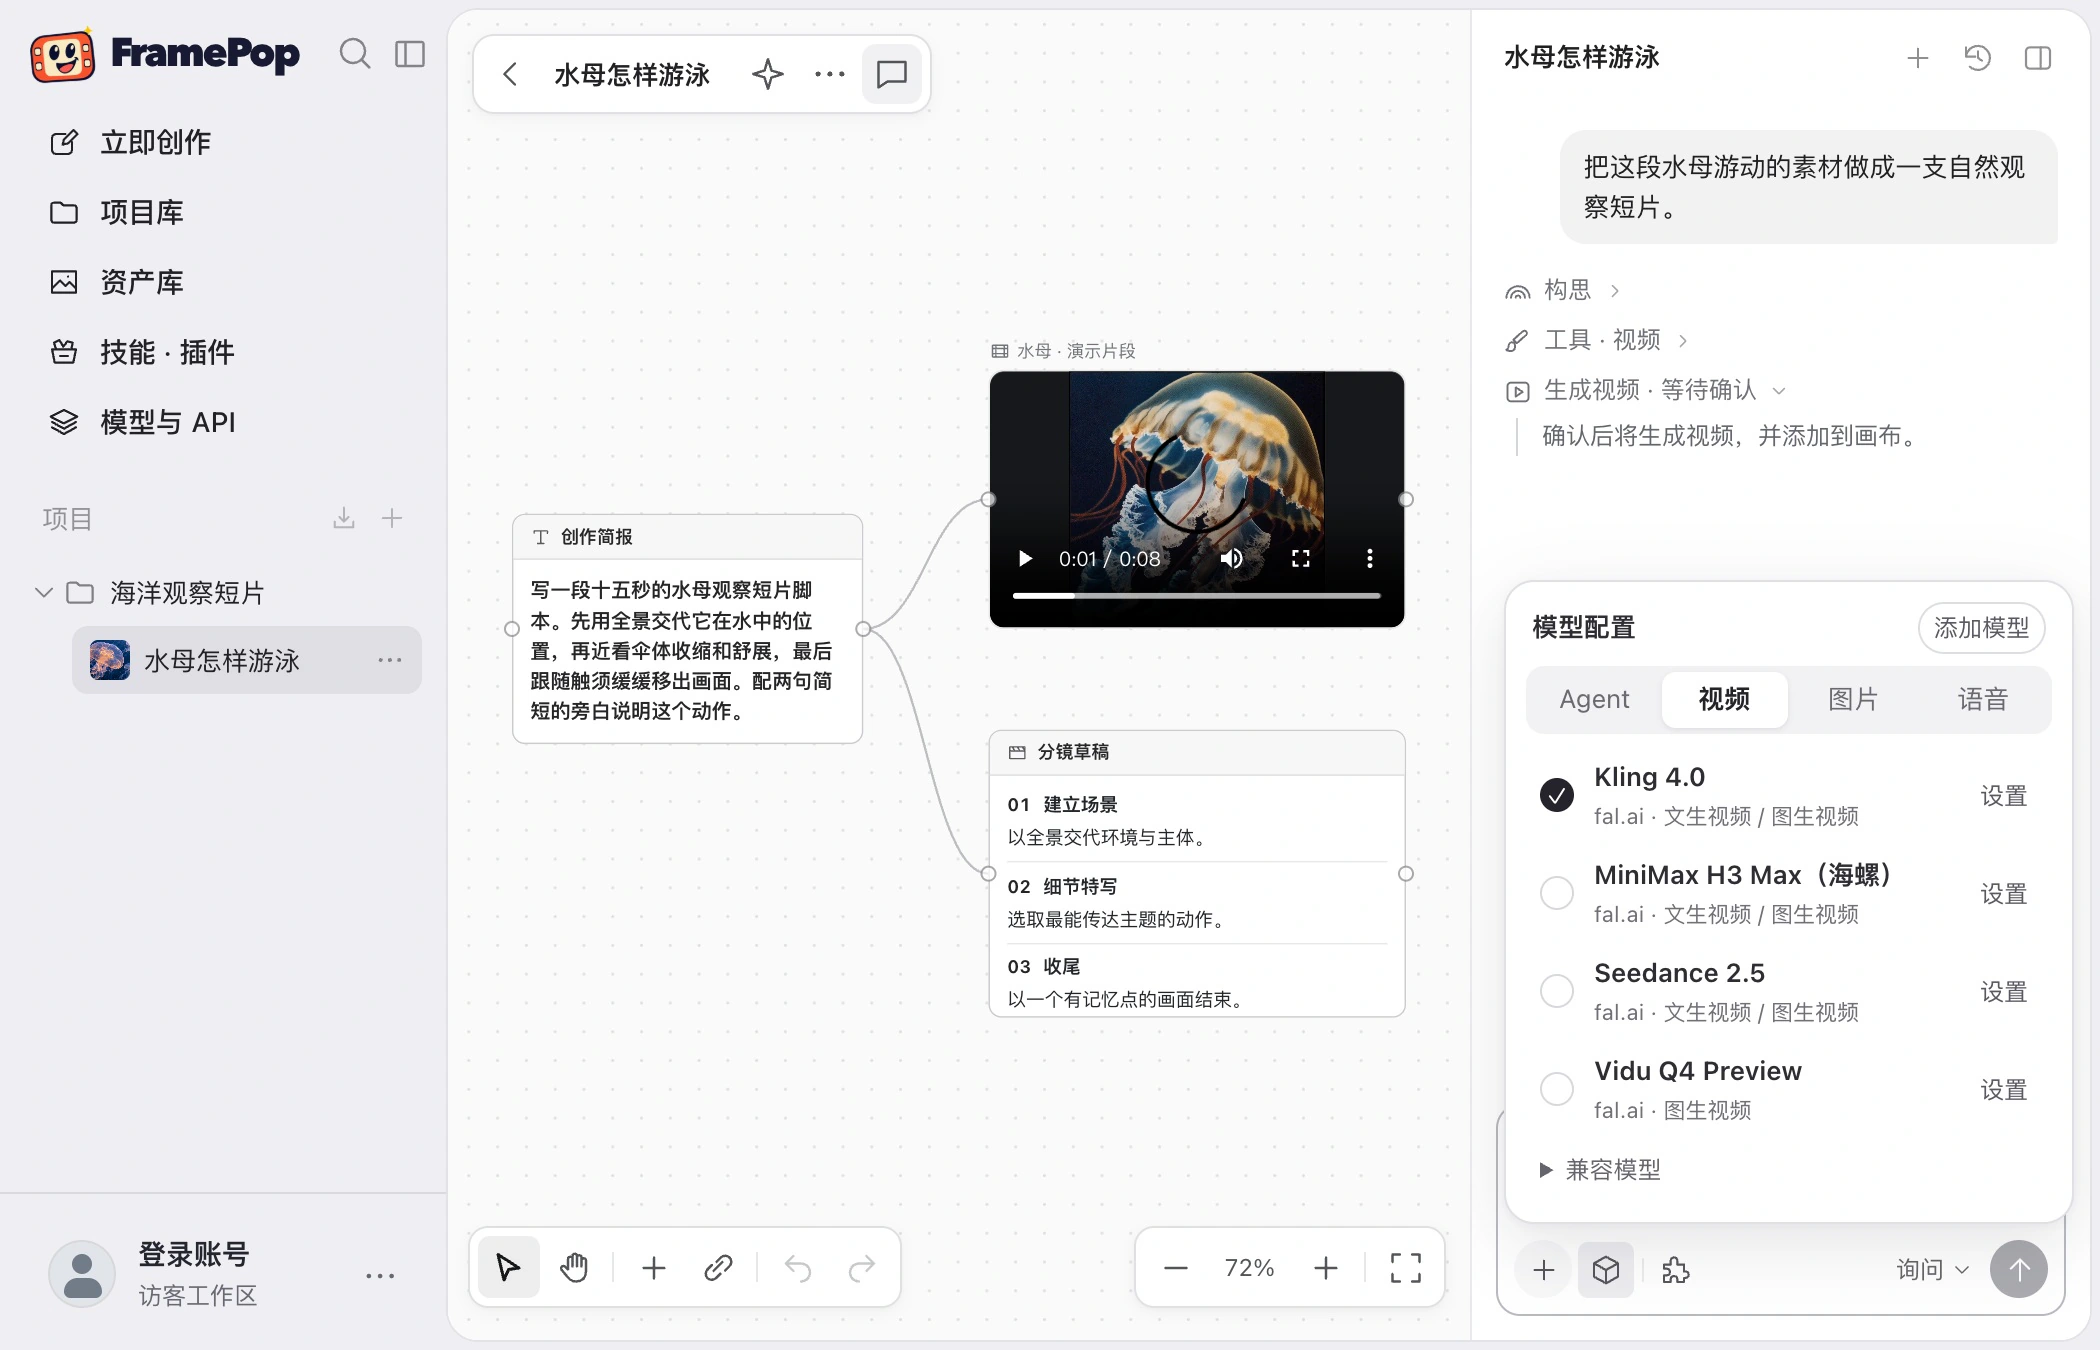 FramePop
立即创作
项目库
资产库
技能 · 插件
模型与 API
项目
海洋观察短片
水母怎样游泳
登录账号
访客工作区
水母怎样游泳
创作简报
写一段十五秒的水母观察短片脚
本。先用全景交代它在水中的位
置，再近看伞体收缩和舒展，最后
跟随触须缓缓移出画面。配两句简
短的旁白说明这个动作。
水母 · 演示片段
0:01 / 0:08
分镜草稿
01 建立场景
以全景交代环境与主体。
02 细节特写
选取最能传达主题的动作。
03 收尾
以一个有记忆点的画面结束。
72%
水母怎样游泳
把这段水母游动的素材做成一支自然观
察短片。
构思
工具 · 视频
生成视频 · 等待确认
确认后将生成视频，并添加到画布。
模型配置
添加模型
Agent 视频 图片 语音
Kling 4.0
fal.ai · 文生视频 / 图生视频
设置
MiniMax H3 Max（海螺）
fal.ai · 文生视频 / 图生视频
设置
Seedance 2.5
fal.ai · 文生视频 / 图生视频
设置
Vidu Q4 Preview
fal.ai · 图生视频
设置
兼容模型
询问